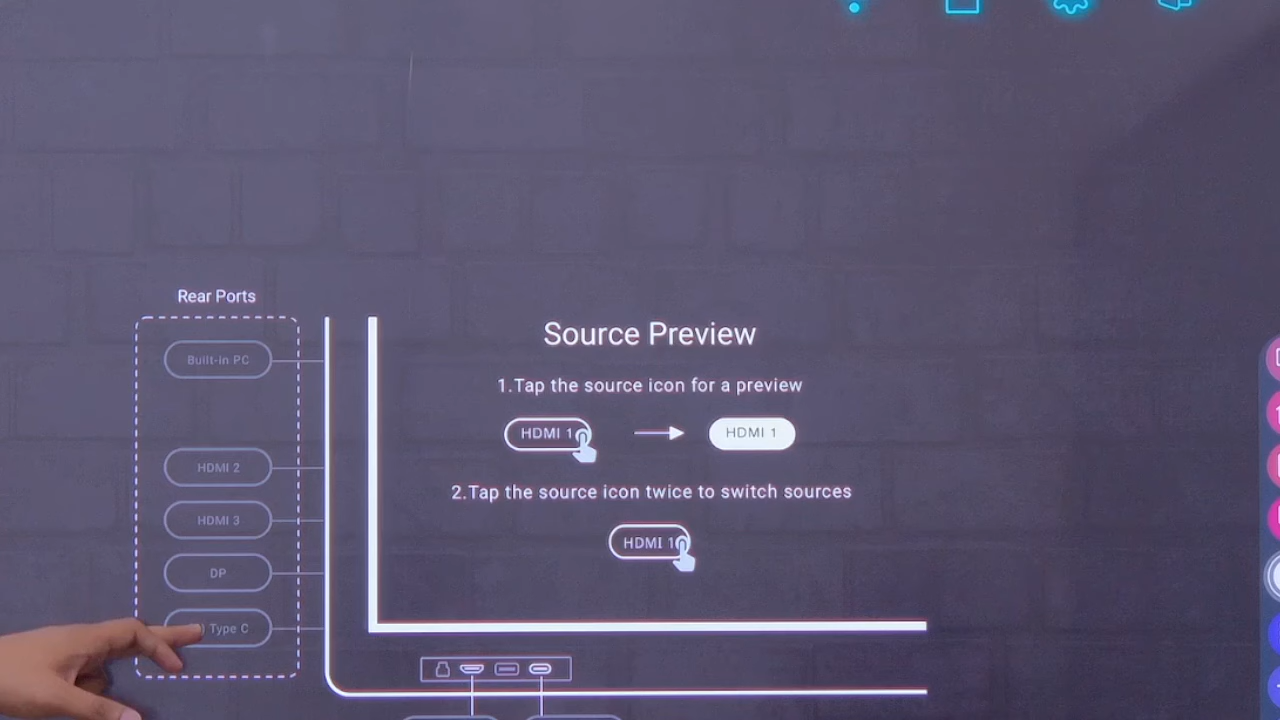 Rear Ports
Built-in PC
HDMI 2
HDMI 3
DP
Type C
Source Preview
1.Tap the source icon for a preview
HDMI 1
HDMI 1
2.Tap the source icon twice to switch sources
HDMI 1